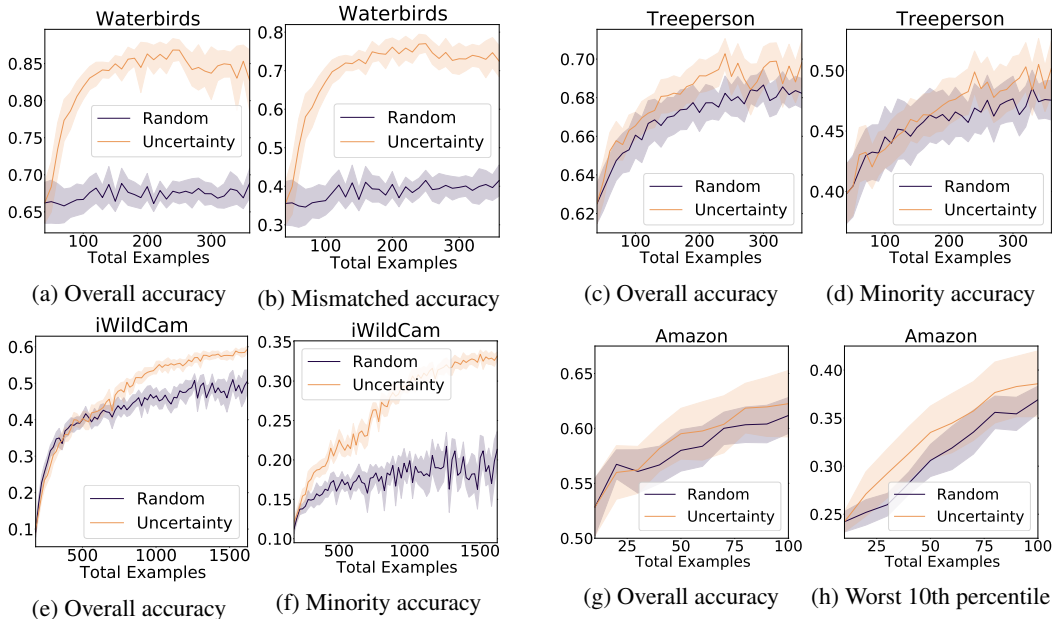 Waterbirds
0.85
0.80
0.75
0.70
0.65
Random
Uncertainty
100 200 300
Total Examples
(a) Overall accuracy
Waterbirds
0.8
0.7
0.6
0.5
0.4
0.3
Random
Uncertainty
100 200 300
Total Examples
(b) Mismatched accuracy
Treeperson
0.70
0.68
0.66
0.64
0.62
Random
Uncertainty
100 200 300
Total Examples
(c) Overall accuracy
Treeperson
0.50
0.45
0.40
Random
Uncertainty
100 200 300
Total Examples
(d) Minority accuracy
iWildCam
0.6
0.5
0.4
0.3
0.2
0.1
Random
Uncertainty
500 1000 1500
Total Examples
(e) Overall accuracy
iWildCam
0.35
0.30
0.25
0.20
0.15
0.10
Random
Uncertainty
500 1000 1500
Total Examples
(f) Minority accuracy
Amazon
0.65
0.60
0.55
0.50
Random
Uncertainty
25 50 75 100
Total Examples
(g) Overall accuracy
Amazon
0.40
0.35
0.30
0.25
Random
Uncertainty
25 50 75 100
Total Examples
(h) Worst 10th percentile